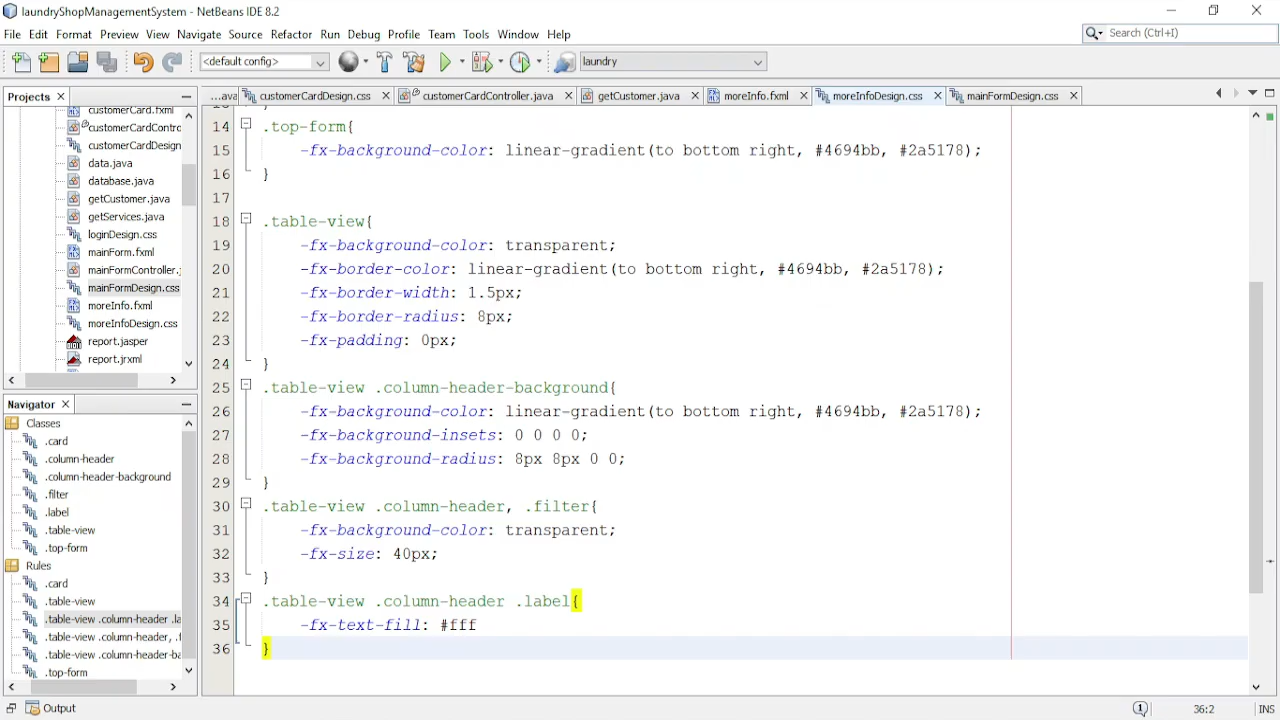 laundryShopManagementSystem - NetBeans IDE 8.2
File Edit Format Preview View Navigate Source Refactor Run Debug Profile Team Tools Window Help
Search (Ctrl+I)
<default config>
laundry
Projects
...ava
customerCardDesign.css
customerCardController.java
getCustomer.java
moreInfo.fxml
moreInfoDesign.css
mainFormDesign.css
customerCard.fxml
customerCardContro
customerCardDesign
data.java
database.java
getCustomer.java
getServices.java
loginDesign.css
mainForm.fxml
mainFormController.j
mainFormDesign.css
moreInfo.fxml
moreInfoDesign.css
report.jasper
report.jrxml
Navigator
Classes
.card
.column-header
.column-header-background
.filter
.label
.table-view
.top-form
Rules
.card
.table-view
.table-view .column-header .la
.table-view .column-header, .f
.table-view .column-header-ba
.top-form
14 .top-form{
15 -fx-background-color: linear-gradient(to bottom right, #4694bb, #2a5178);
16 }
17
18 .table-view{
19 -fx-background-color: transparent;
20 -fx-border-color: linear-gradient(to bottom right, #4694bb, #2a5178);
21 -fx-border-width: 1.5px;
22 -fx-border-radius: 8px;
23 -fx-padding: 0px;
24 }
25 .table-view .column-header-background{
26 -fx-background-color: linear-gradient(to bottom right, #4694bb, #2a5178);
27 -fx-background-insets: 0 0 0 0;
28 -fx-background-radius: 8px 8px 0 0;
29 }
30 .table-view .column-header, .filter{
31 -fx-background-color: transparent;
32 -fx-size: 40px;
33 }
34 .table-view .column-header .label{
35 -fx-text-fill: #fff
36 }
Output
1
36:2
INS